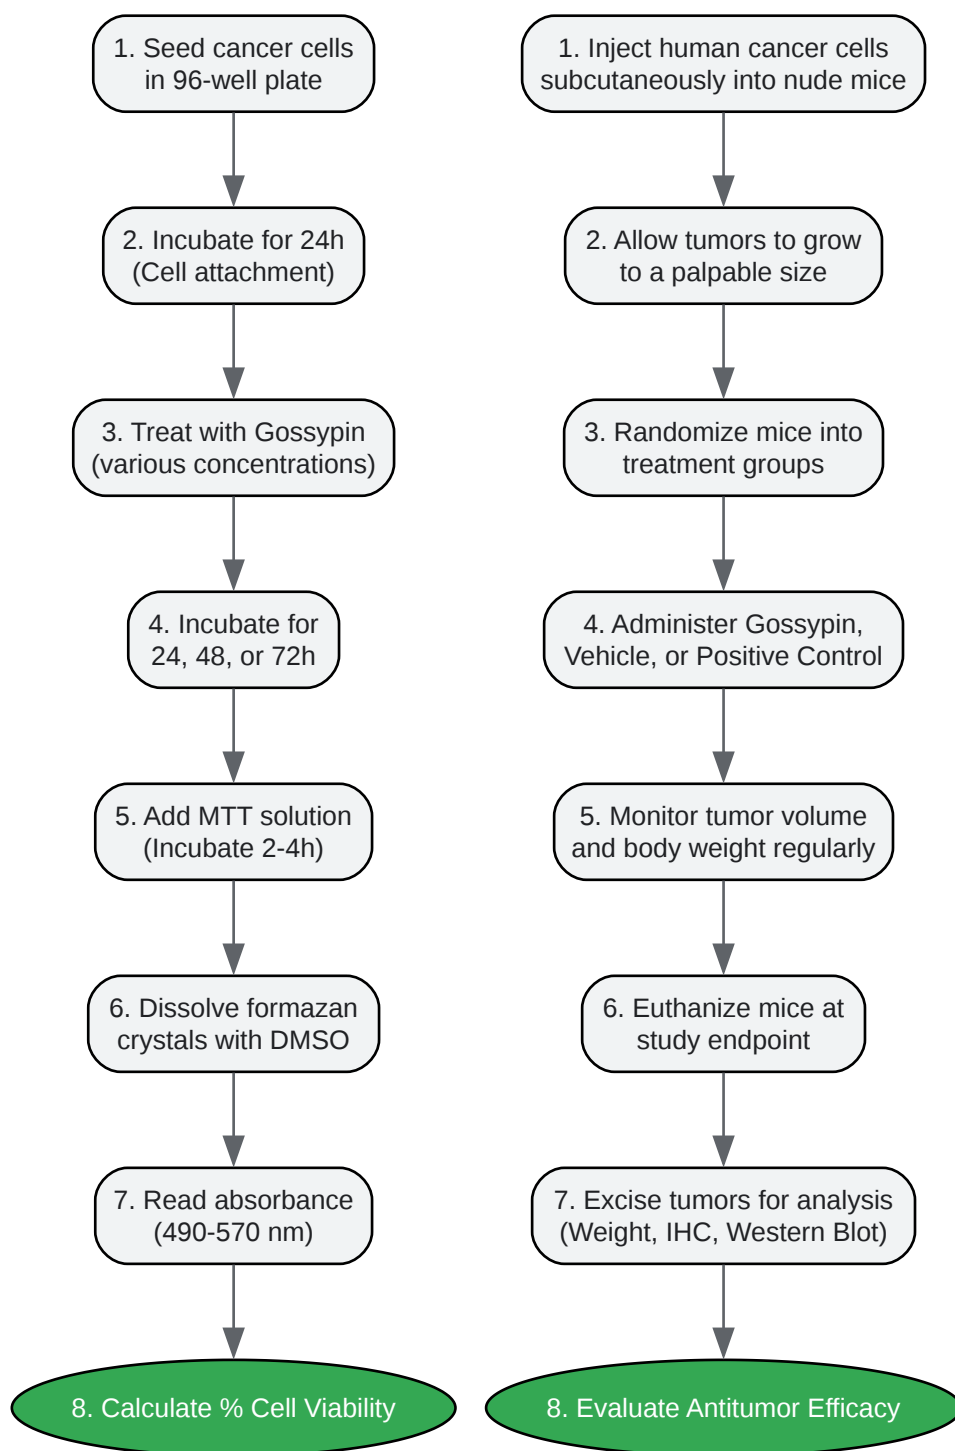 1. Seed cancer cells
in 96-well plate
2. Incubate for 24h
(Cell attachment)
3. Treat with Gossypin
(various concentrations)
4. Incubate for
24, 48, or 72h
5. Add MTT solution
(Incubate 2-4h)
6. Dissolve formazan
crystals with DMSO
7. Read absorbance
(490-570 nm)
8. Calculate % Cell Viability
1. Inject human cancer cells
subcutaneously into nude mice
2. Allow tumors to grow
to a palpable size
3. Randomize mice into
treatment groups
4. Administer Gossypin,
Vehicle, or Positive Control
5. Monitor tumor volume
and body weight regularly
6. Euthanize mice at
study endpoint
7. Excise tumors for analysis
(Weight, IHC, Western Blot)
8. Evaluate Antitumor Efficacy